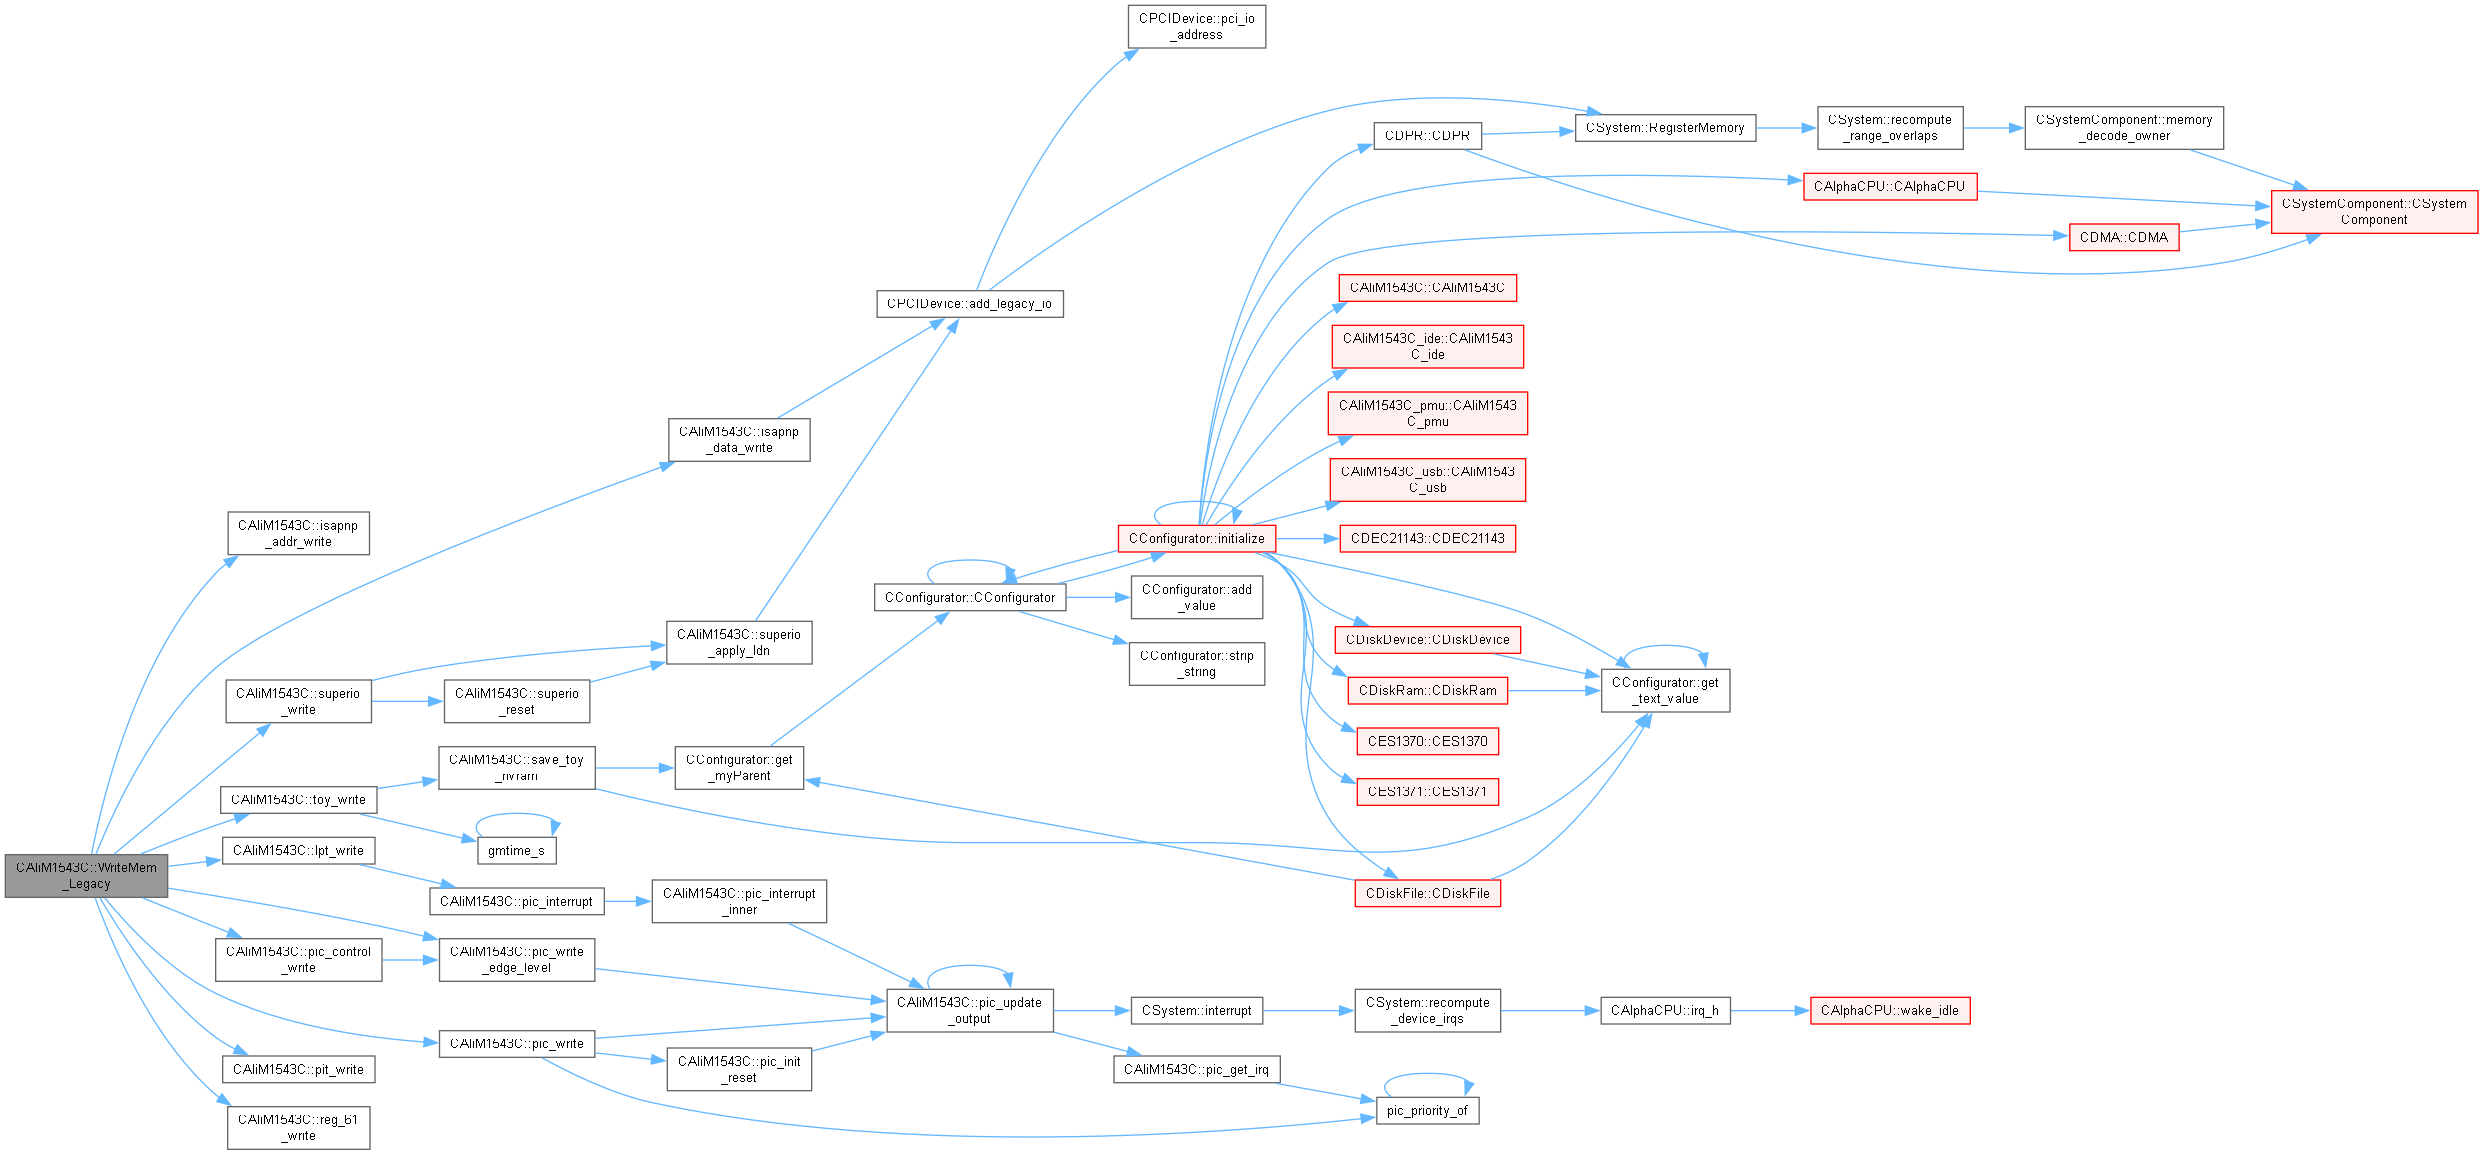 CPCIDevice::pci_io
_address
CDPR::CDPR
CSystem::RegisterMemory
CSystem::recompute
_range_overlaps
CSystemComponent::memory
_decode_owner
CAlphaCPU::CAlphaCPU
CSystemComponent::CSystem
Component
CDMA::CDMA
CAliM1543C::CAliM1543C
CPCIDevice::add_legacy_io
CAliM1543C_ide::CAliM1543
C_ide
CAliM1543C_pmu::CAliM1543
C_pmu
CAliM1543C::isapnp
_data_write
CAliM1543C_usb::CAliM1543
C_usb
CAliM1543C::isapnp
_addr_write
CConfigurator::initialize
CDEC21143::CDEC21143
CConfigurator::CConfigurator
CConfigurator::add
_value
CAliM1543C::superio
_apply_ldn
CDiskDevice::CDiskDevice
CConfigurator::strip
_string
CAliM1543C::superio
_write
CAliM1543C::superio
_reset
CDiskRam::CDiskRam
CConfigurator::get
_text_value
CES1370::CES1370
CAliM1543C::save_toy
_nvram
CConfigurator::get
_myParent
CES1371::CES1371
CAliM1543C::toy_write
CAliM1543C::lpt_write
gmtime_s
CAliM1543C::WriteMem
_Legacy
CDiskFile::CDiskFile
CAliM1543C::pic_interrupt
CAliM1543C::pic_interrupt
_inner
CAliM1543C::pic_control
_write
CAliM1543C::pic_write
_edge_level
CAliM1543C::pic_update
_output
CSystem::interrupt
CSystem::recompute
_device_irqs
CAlphaCPU::irq_h
CAlphaCPU::wake_idle
CAliM1543C::pic_write
CAliM1543C::pic_init
_reset
CAliM1543C::pit_write
CAliM1543C::pic_get_irq
pic_priority_of
CAliM1543C::reg_61
_write